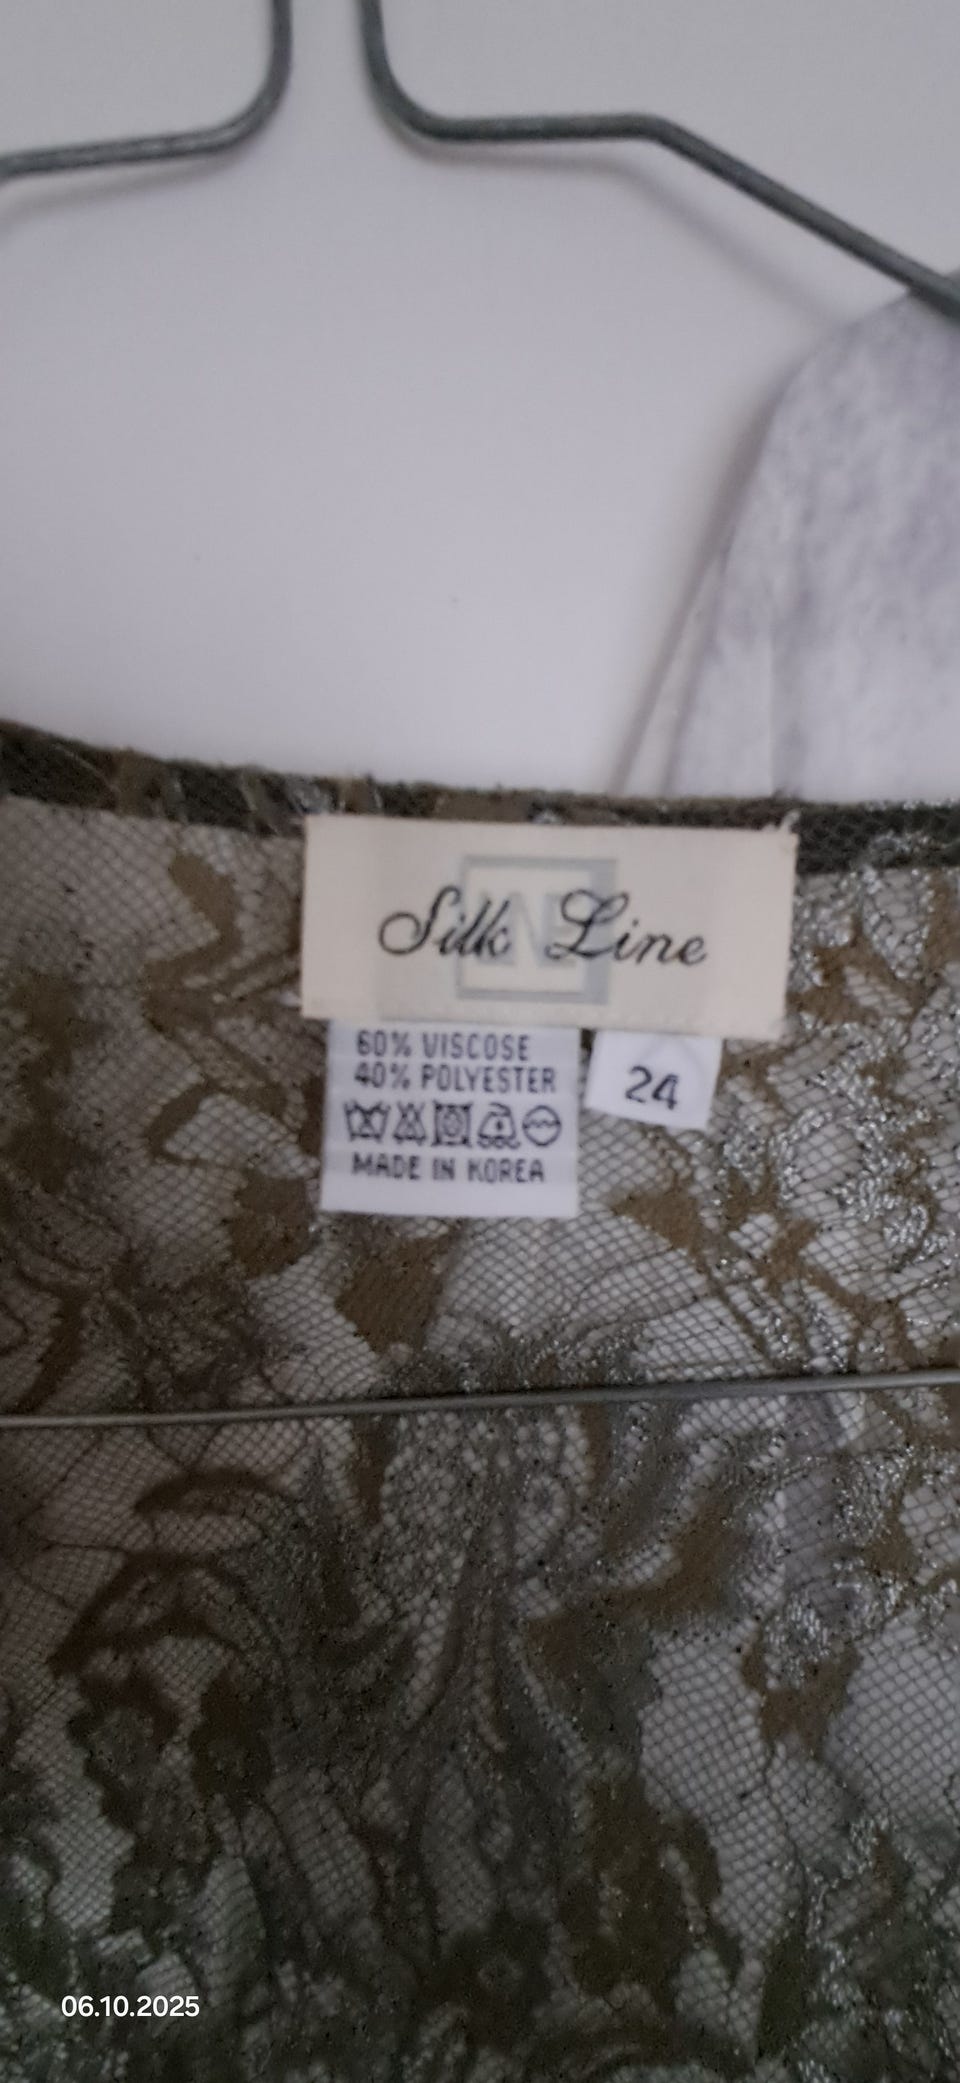 Silk Line
60% VISCOSE
40% POLYESTER
24
MADE IN KOREA
06.10.2025